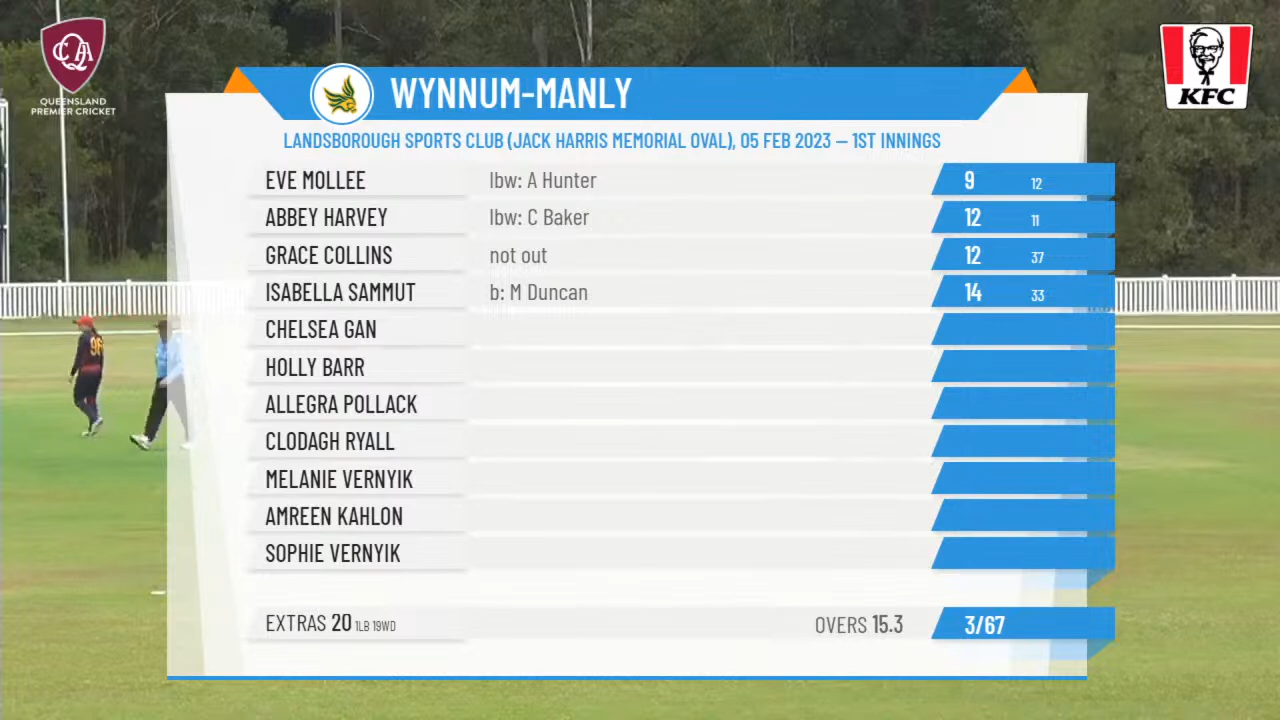 QUEENSLAND
PREMIER CRICKET
KFC
WYNNUM-MANLY
LANDSBOROUGH SPORTS CLUB (JACK HARRIS MEMORIAL OVAL), 05 FEB 2023 – 1ST INNINGS
EVE MOLLEE lbw: A Hunter 9 12
ABBEY HARVEY lbw: C Baker 12 11
GRACE COLLINS not out 12 37
ISABELLA SAMMUT b: M Duncan 14 33
CHELSEA GAN
HOLLY BARR
ALLEGRA POLLACK
CLODAGH RYALL
MELANIE VERNYIK
AMREEN KAHLON
SOPHIE VERNYIK
EXTRAS 20 1LB 19WD OVERS 15.3 3/67